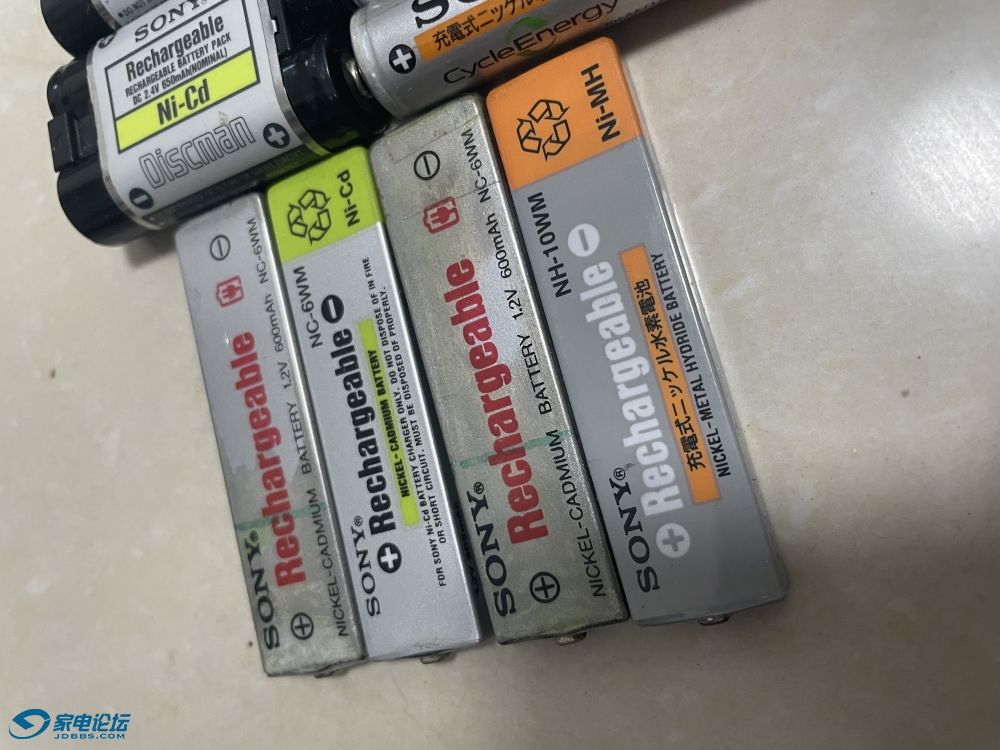 DO NOT
SONY
Rechargeable
RECHARGEABLE BATTERY PACK
DC 2.4V 650mAh(NOMINAL)
Ni-Cd
Discman
充電式ニッケル
CycleEnergy
SONY®
Rechargeable
NICKEL-CADMIUM BATTERY 1.2V 600mAh NC-6WM
Ni-Cd
NC-6WM
SONY®
Rechargeable
NICKEL-CADMIUM BATTERY
FOR SONY Ni-Cd BATTERY CHARGER ONLY. DO NOT DISPOSE OF IN FIRE
OR SHORT CIRCUIT. MUST BE DISPOSED OF PROPERLY.
SONY®
Rechargeable
NICKEL-CADMIUM BATTERY 1.2V 600mAh NC-6WM
Ni-MH
NH-10WM
SONY®
Rechargeable
充電式ニッケル水素電池
NICKEL-METAL HYDRIDE BATTERY
家电论坛
JDBBS.COM